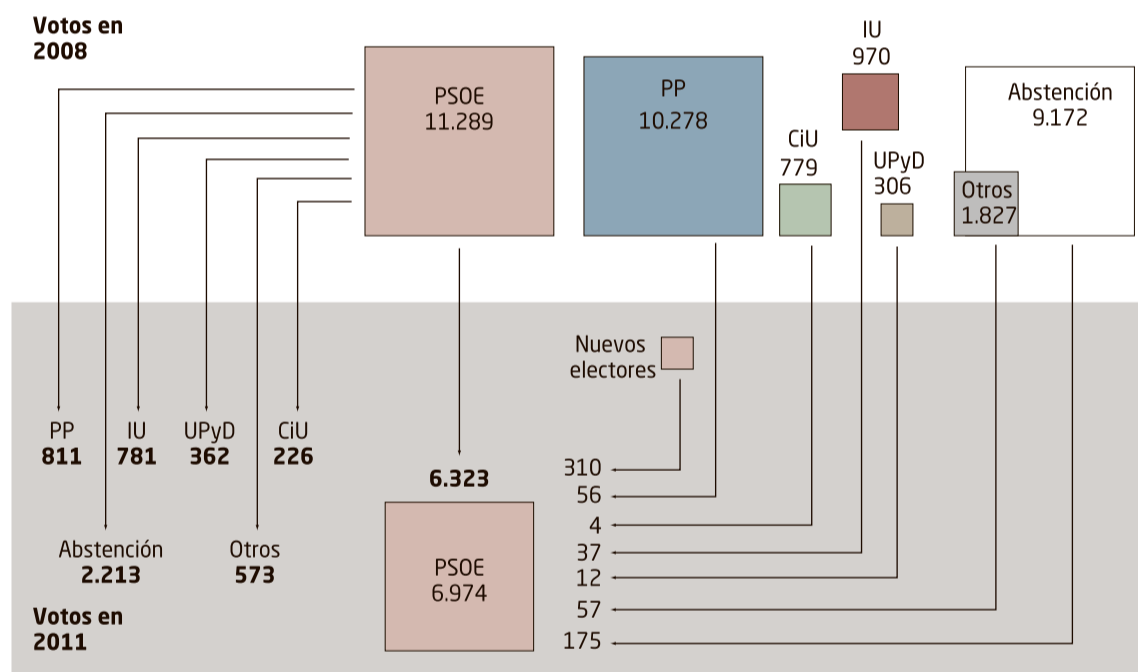 Votos en
2008
PSOE
11.289
PP
10.278
CiU
779
IU
970
UPyD
306
Abstención
9.172
Otros
1.827
Nuevos
electores
PP
811
IU
781
UPyD
362
CiU
226
Abstención
2.213
Otros
573
6.323
PSOE
6.974
310
56
4
37
12
57
175
Votos en
2011